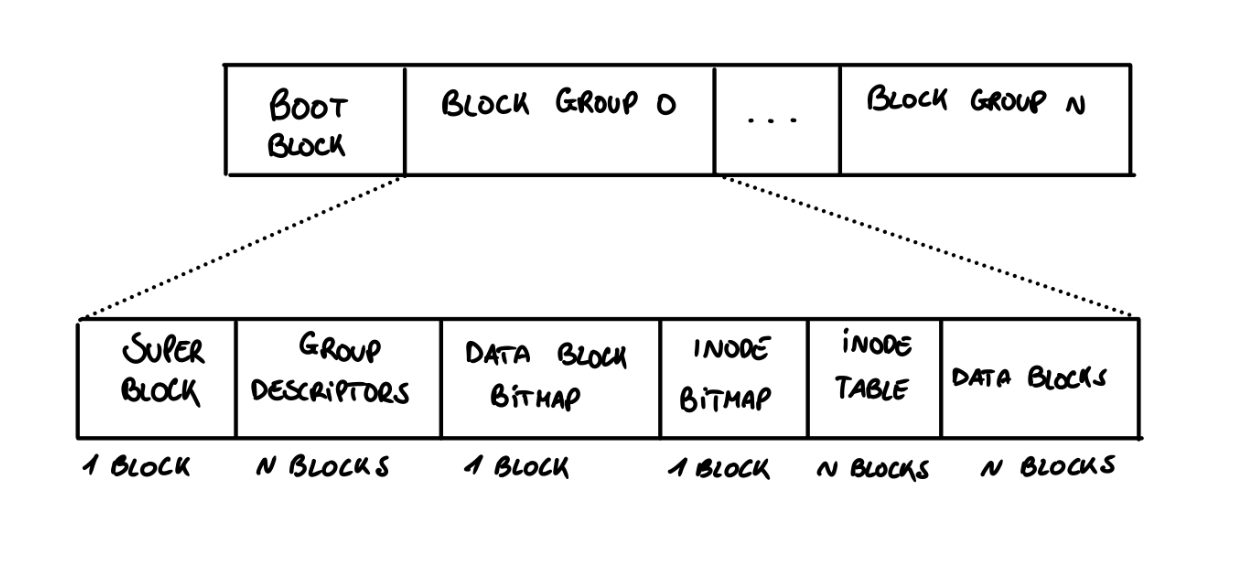 BOOT
BLOCK
BLOCK GROUP 0
...
BLOCK GROUP N
SUPER
BLOCK
GROUP
DESCRIPTORS
DATA BLOCK
BITMAP
INODE
BITMAP
INODE
TABLE
DATA BLOCKS
1 BLOCK
N BLOCKS
1 BLOCK
1 BLOCK
N BLOCKS
N BLOCKS